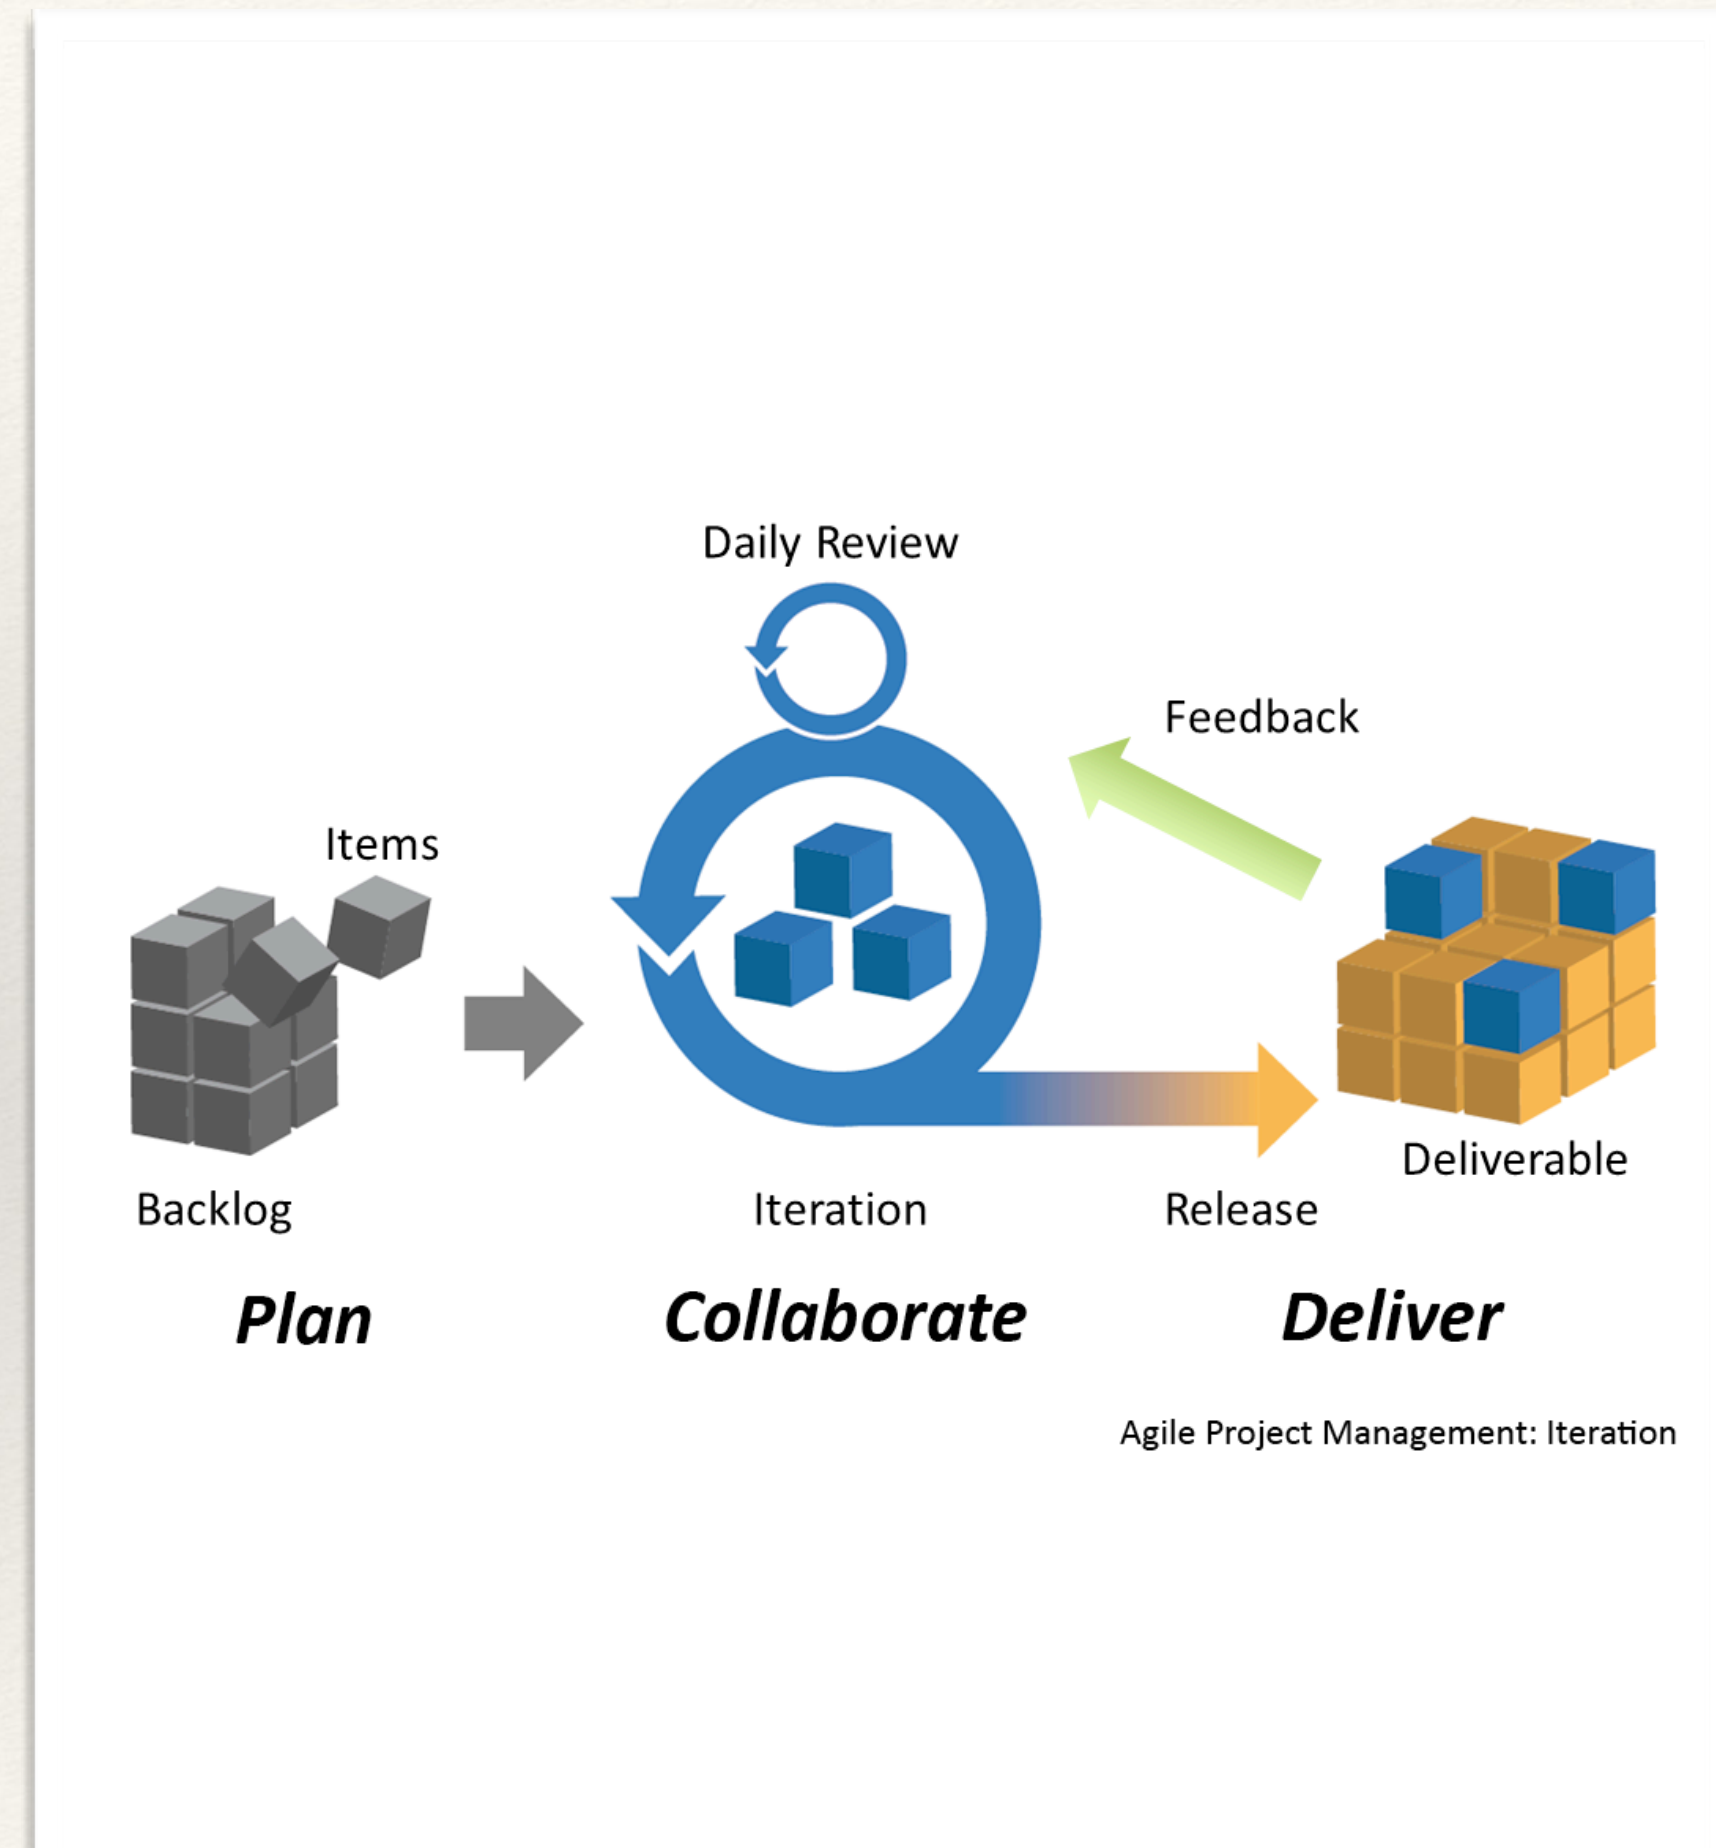 Daily Review
Feedback
Items
Deliverable
Backlog
Iteration
Release
Plan
Collaborate
Deliver
Agile Project Management: Iteration